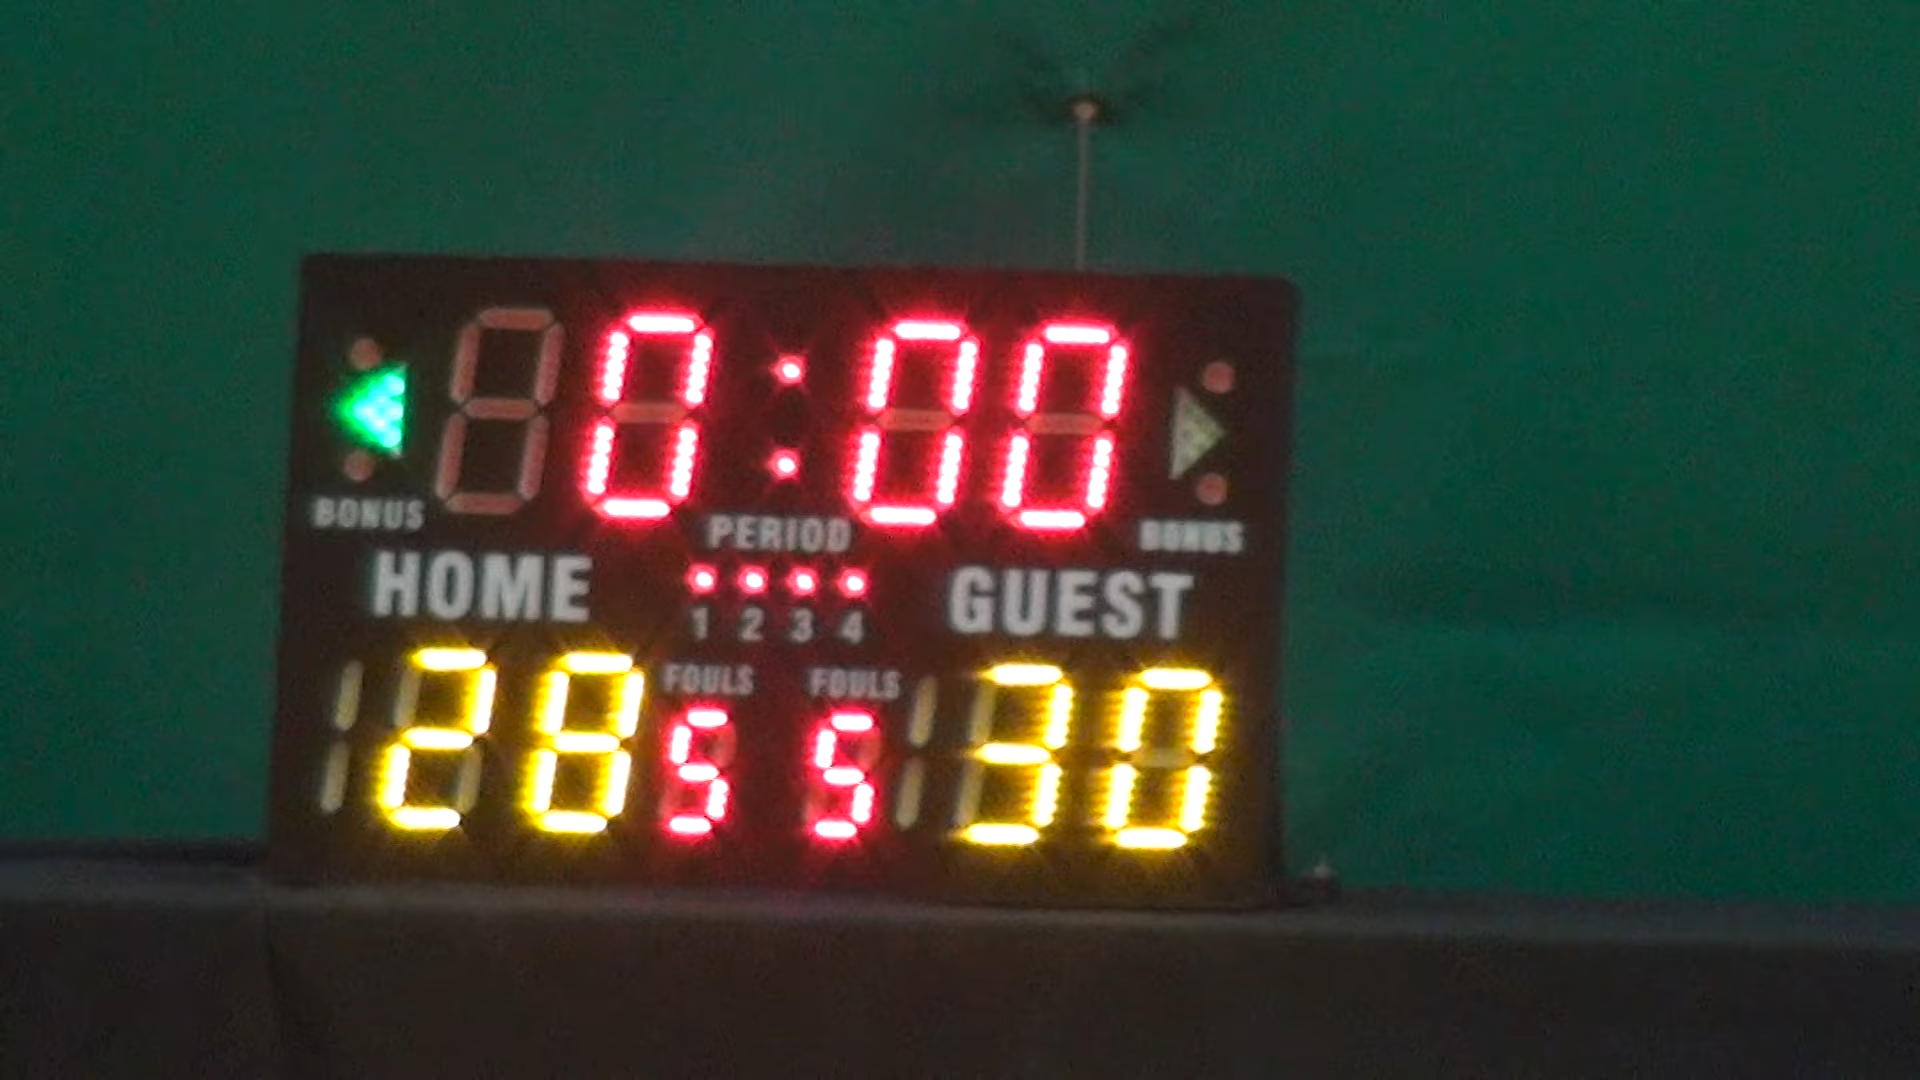 0:00
BONUS PERIOD BONUS
HOME 1 2 3 4 GUEST
FOULS FOULS
28 5 5 30